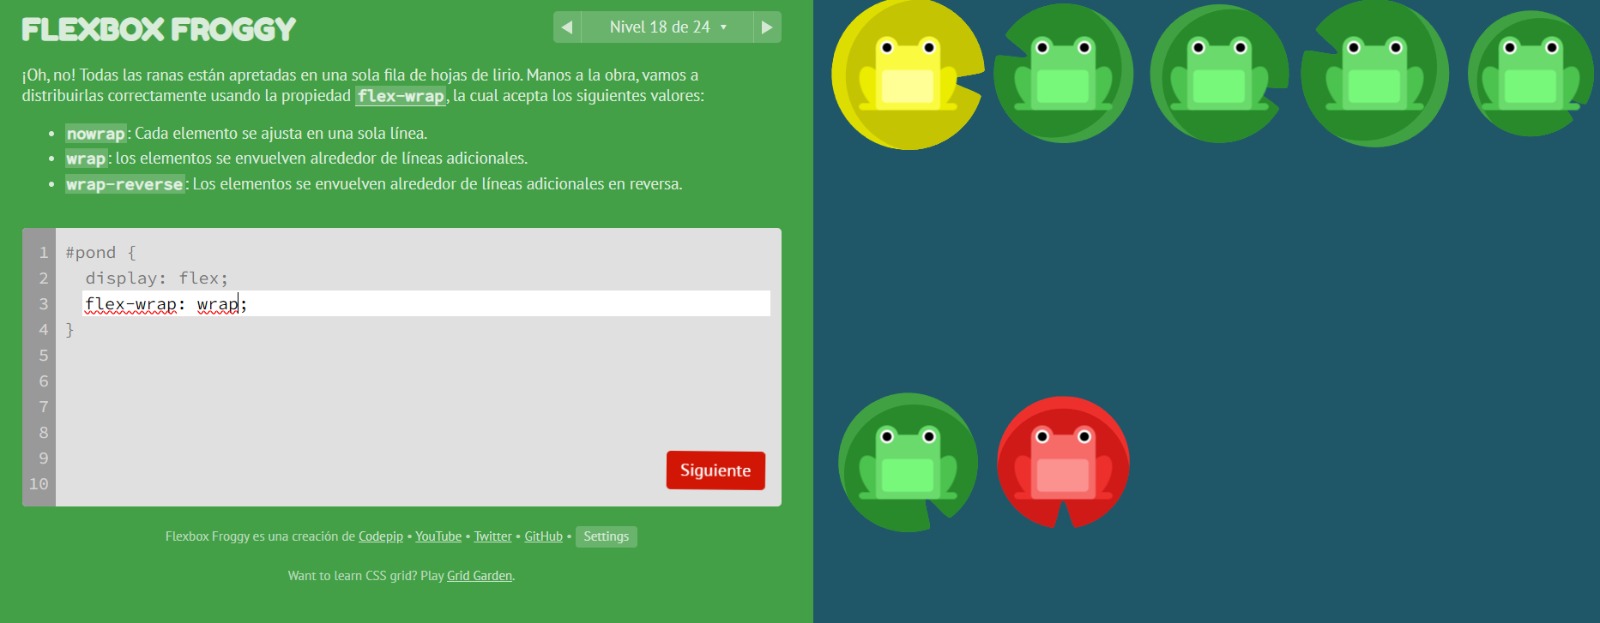 FLEXBOX FROGGY
◀ Nivel 18 de 24 ▾ ▶
¡Oh, no! Todas las ranas están apretadas en una sola fila de hojas de lirio. Manos a la obra, vamos a
distribuirlas correctamente usando la propiedad flex-wrap, la cual acepta los siguientes valores:
• nowrap: Cada elemento se ajusta en una sola línea.
• wrap: los elementos se envuelven alrededor de líneas adicionales.
• wrap-reverse: Los elementos se envuelven alrededor de líneas adicionales en reversa.
1 #pond {
2 display: flex;
3 flex-wrap: wrap;
4 }
5
6
7
8
9
10
Siguiente
Flexbox Froggy es una creación de Codepip • YouTube • Twitter • GitHub • Settings
Want to learn CSS grid? Play Grid Garden.